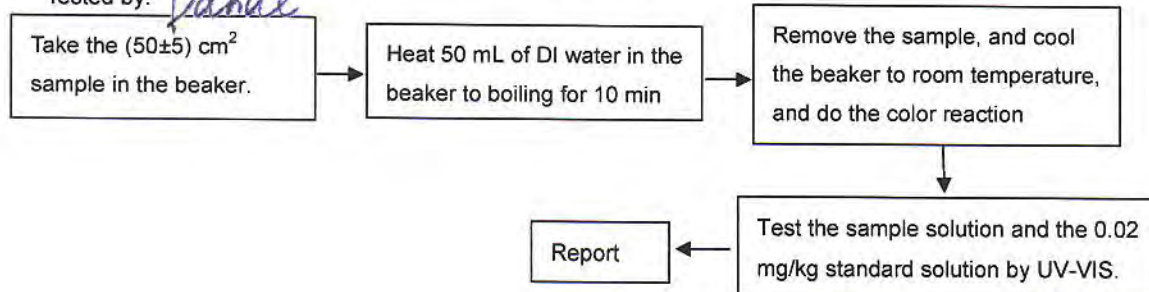 Tested by:
Take the (50±5) cm²
sample in the beaker.
Heat 50 mL of DI water in the
beaker to boiling for 10 min
Remove the sample, and cool
the beaker to room temperature,
and do the color reaction
Test the sample solution and the 0.02
mg/kg standard solution by UV-VIS.
Report